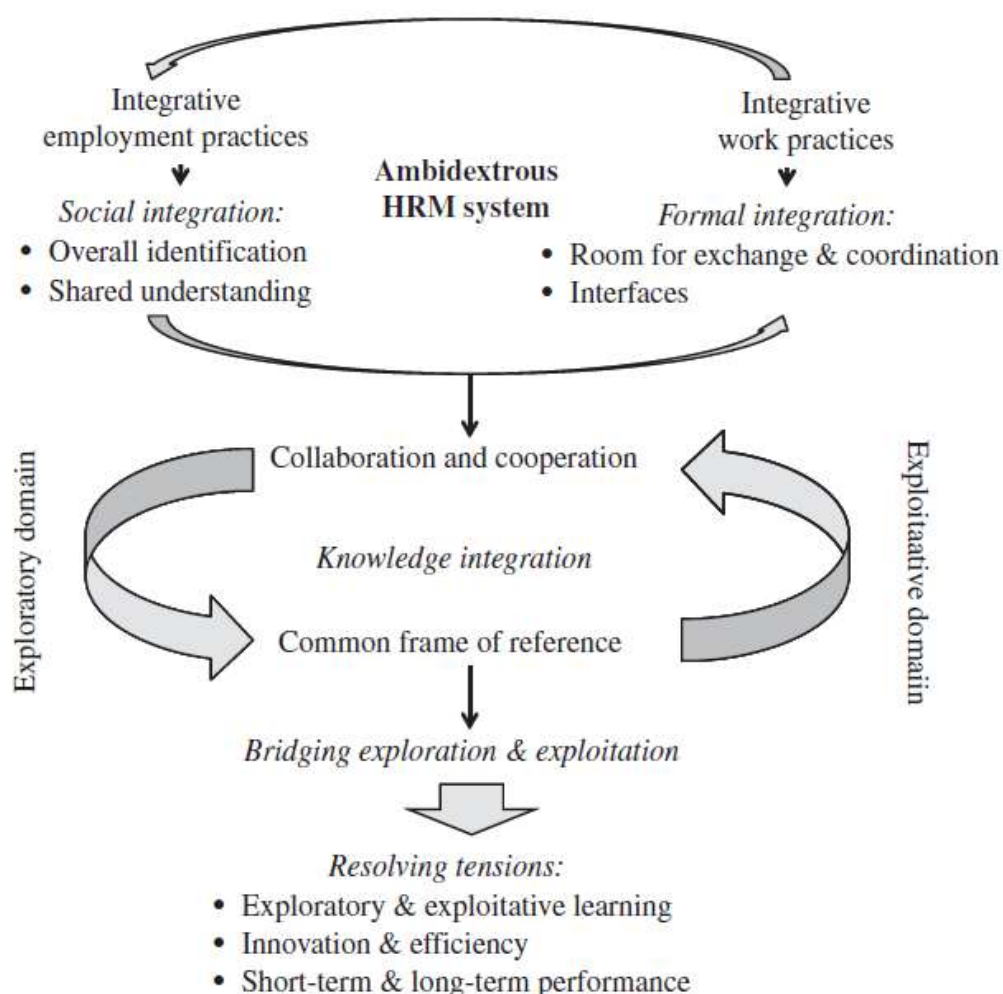 Integrative
employment practices
Integrative
work practices
Ambidextrous
HRM system
Social integration:
• Overall identification
• Shared understanding
Formal integration:
• Room for exchange & coordination
• Interfaces
Collaboration and cooperation
Exploratory domain
Knowledge integration
Exploitaative domaiin
Common frame of reference
Bridging exploration & exploitation
Resolving tensions:
• Exploratory & exploitative learning
• Innovation & efficiency
• Short-term & long-term performance